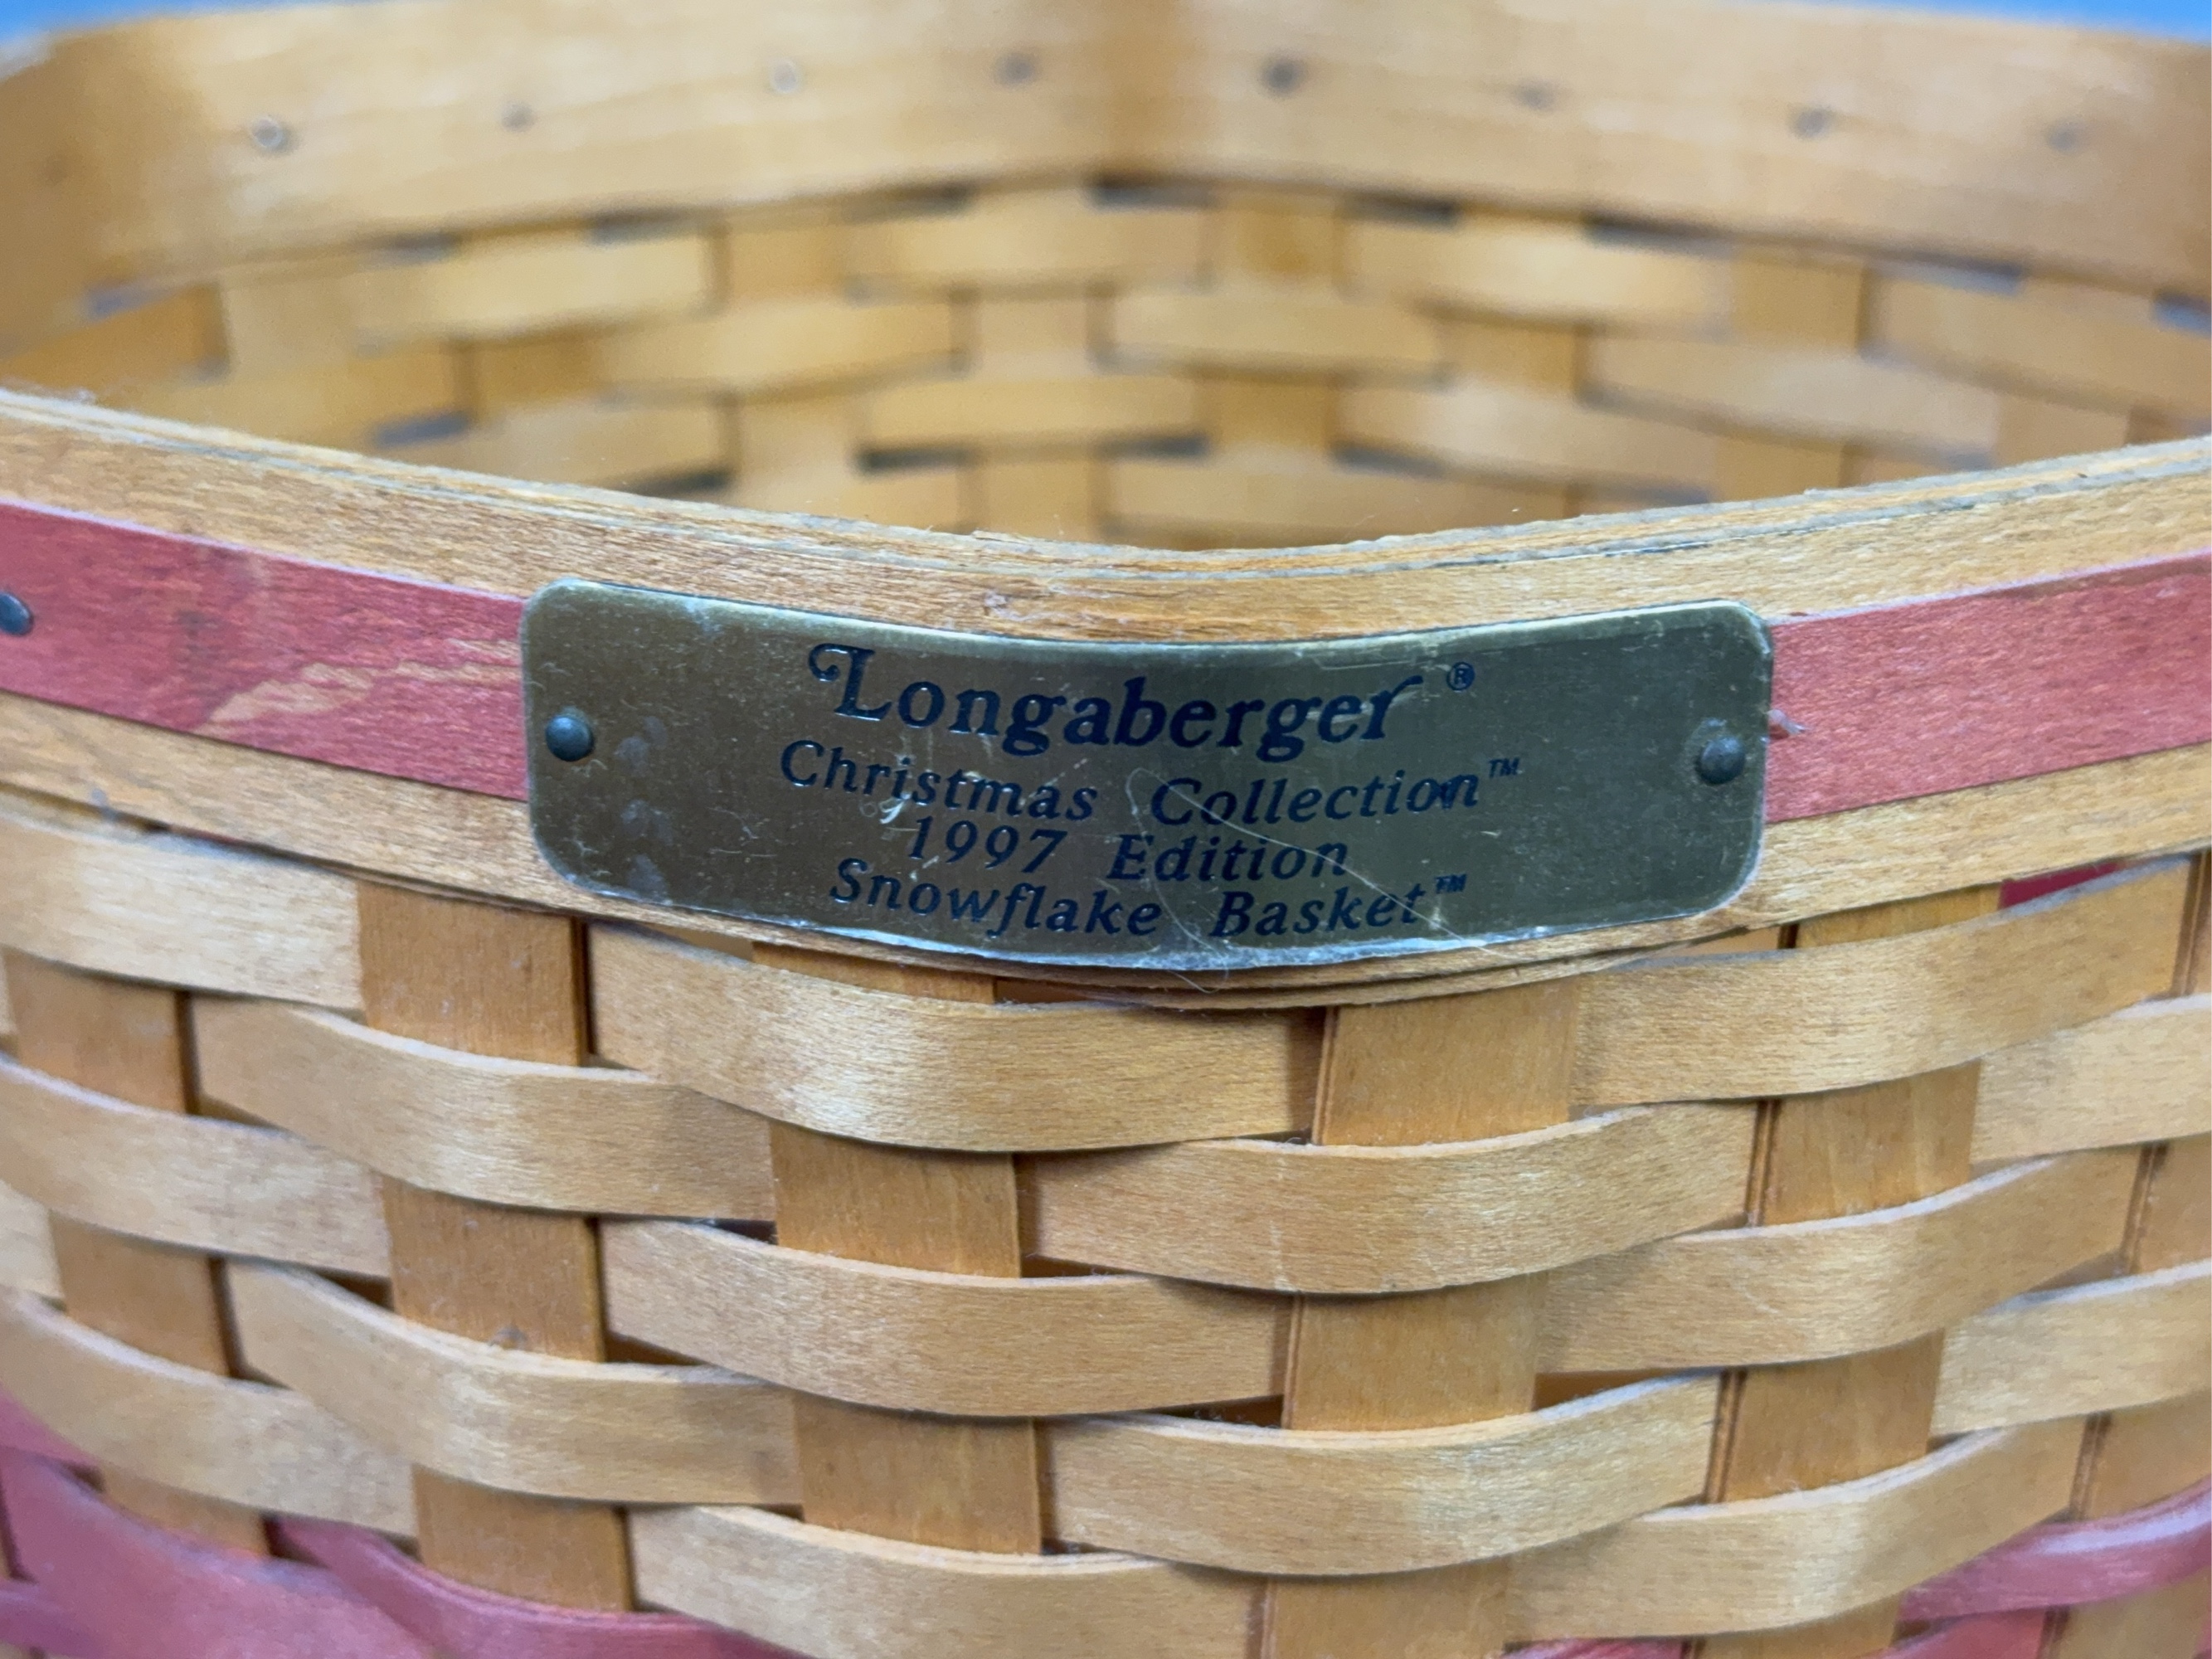 Longaberger®
Christmas Collection™
1997 Edition
Snowflake Basket™